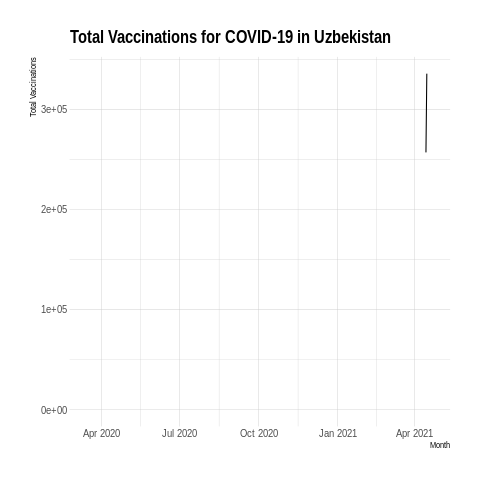 Total Vaccinations for COVID-19 in Uzbekistan
Total Vaccinations
3e+05
2e+05
1e+05
0e+00
Apr 2020 Jul 2020 Oct 2020 Jan 2021 Apr 2021
Month